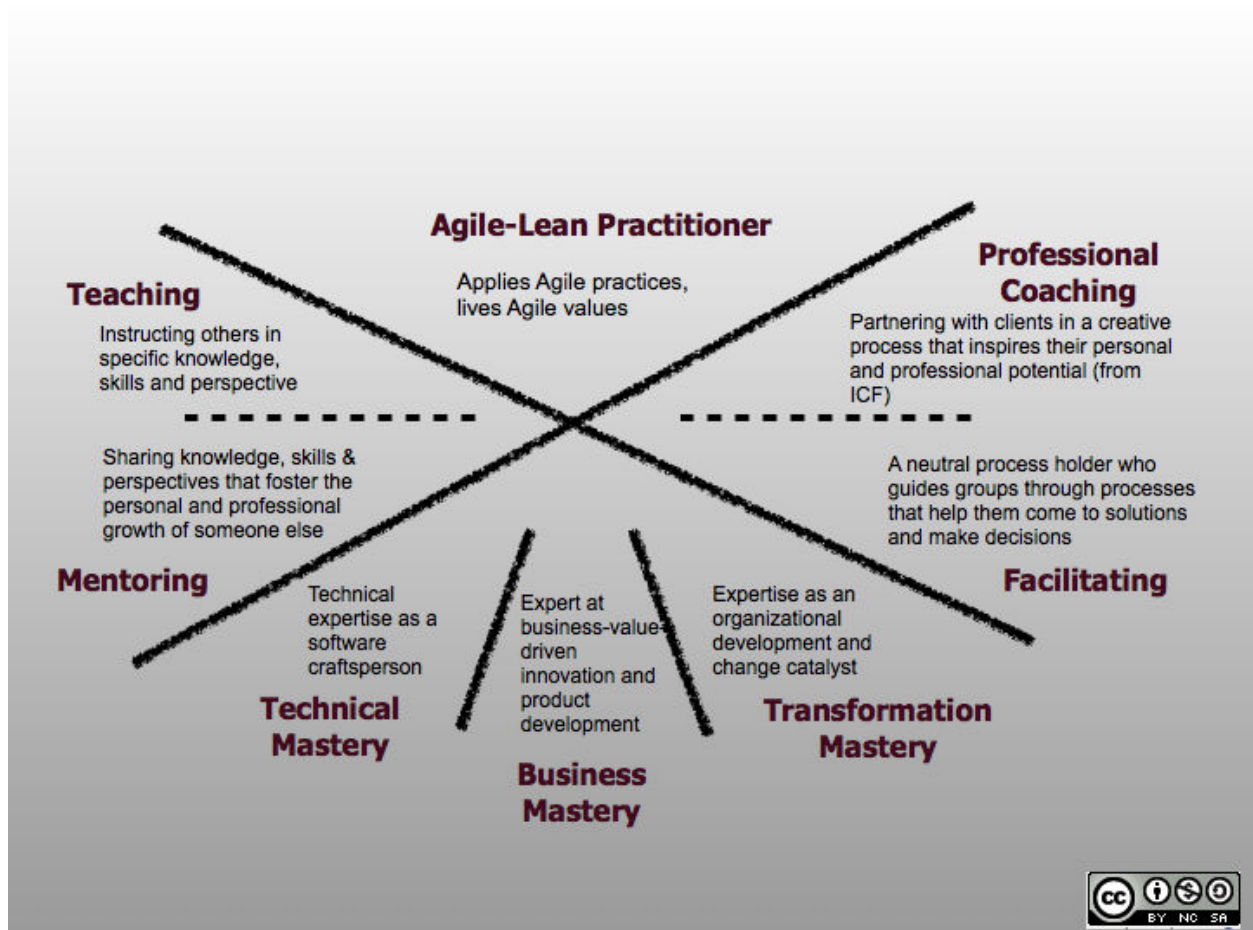 Agile-Lean Practitioner
Applies Agile practices,
lives Agile values
Teaching
Instructing others in
specific knowledge,
skills and perspective
Professional
Coaching
Partnering with clients in a creative
process that inspires their personal
and professional potential (from
ICF)
Sharing knowledge, skills &
perspectives that foster the
personal and professional
growth of someone else
Mentoring
A neutral process holder who
guides groups through processes
that help them come to solutions
and make decisions
Facilitating
Technical
expertise as a
software
craftsperson
Technical
Mastery
Expert at
business-value-
driven
innovation and
product
development
Business
Mastery
Expertise as an
organizational
development and
change catalyst
Transformation
Mastery
cc
BY NC SA